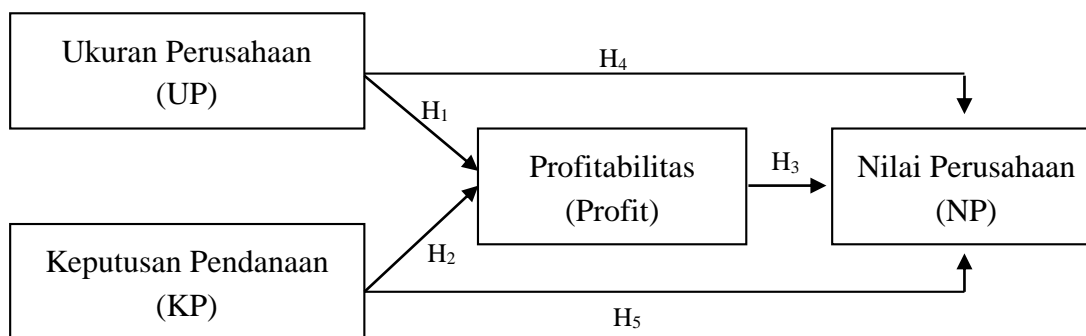 Ukuran Perusahaan
(UP)
H₄
H₁
Profitabilitas
(Profit)
H₃
Nilai Perusahaan
(NP)
Keputusan Pendanaan
(KP)
H₂
H₅